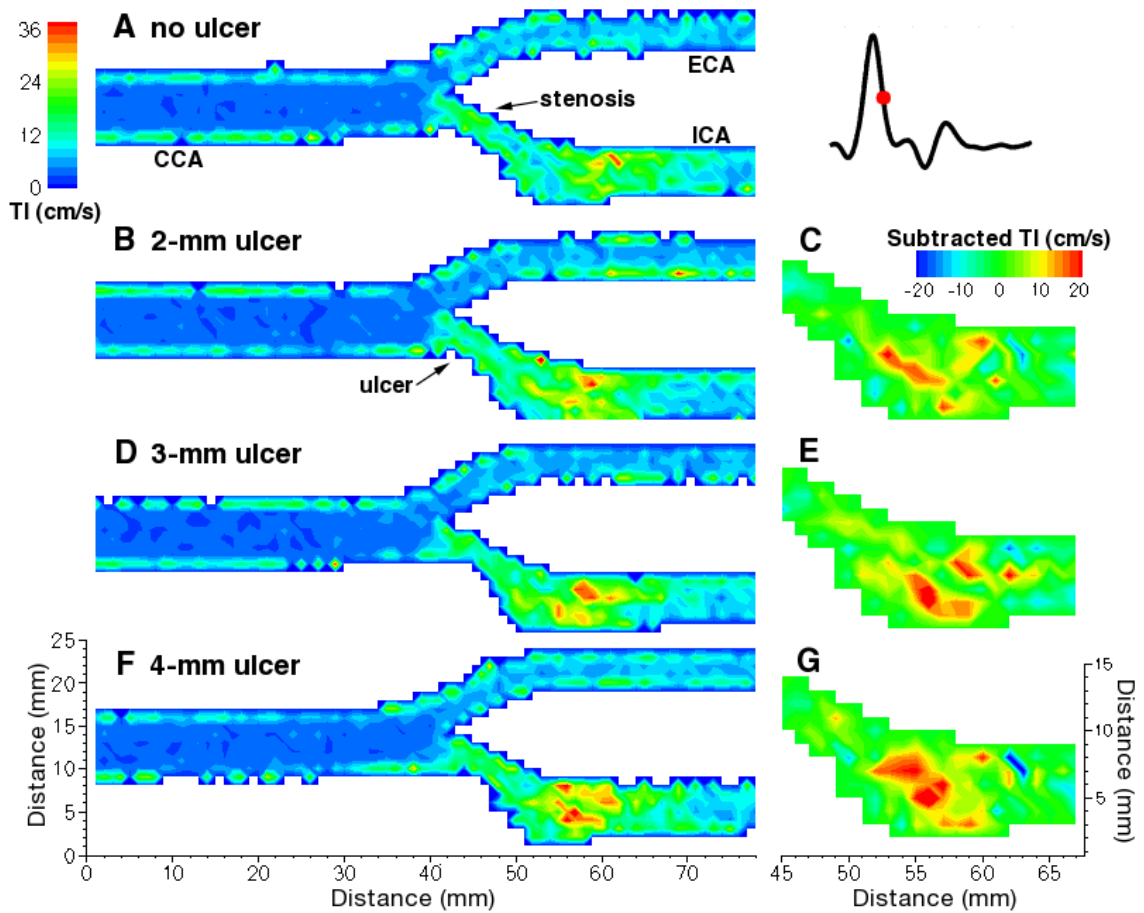 36
24
12
0
TI (cm/s)
A no ulcer
ECA
stenosis
CCA
ICA
B 2-mm ulcer
ulcer
C
Subtracted TI (cm/s)
-20 -10 0 10 20
D 3-mm ulcer
E
F 4-mm ulcer
G
25
20
15
10
5
0
Distance (mm)
0 10 20 30 40 50 60 70
Distance (mm)
15
10
5
Distance (mm)
45 50 55 60 65
Distance (mm)